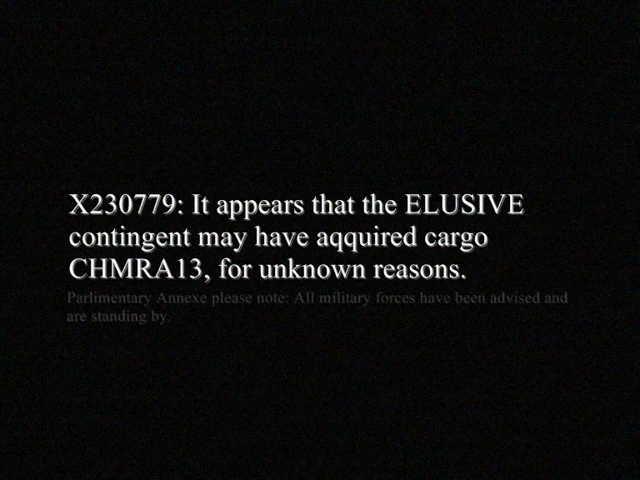 X230779: It appears that the ELUSIVE
contingent may have aqquired cargo
CHMRA13, for unknown reasons.
Parlimentary Annexe please note: All military forces have been advised and
are standing by.